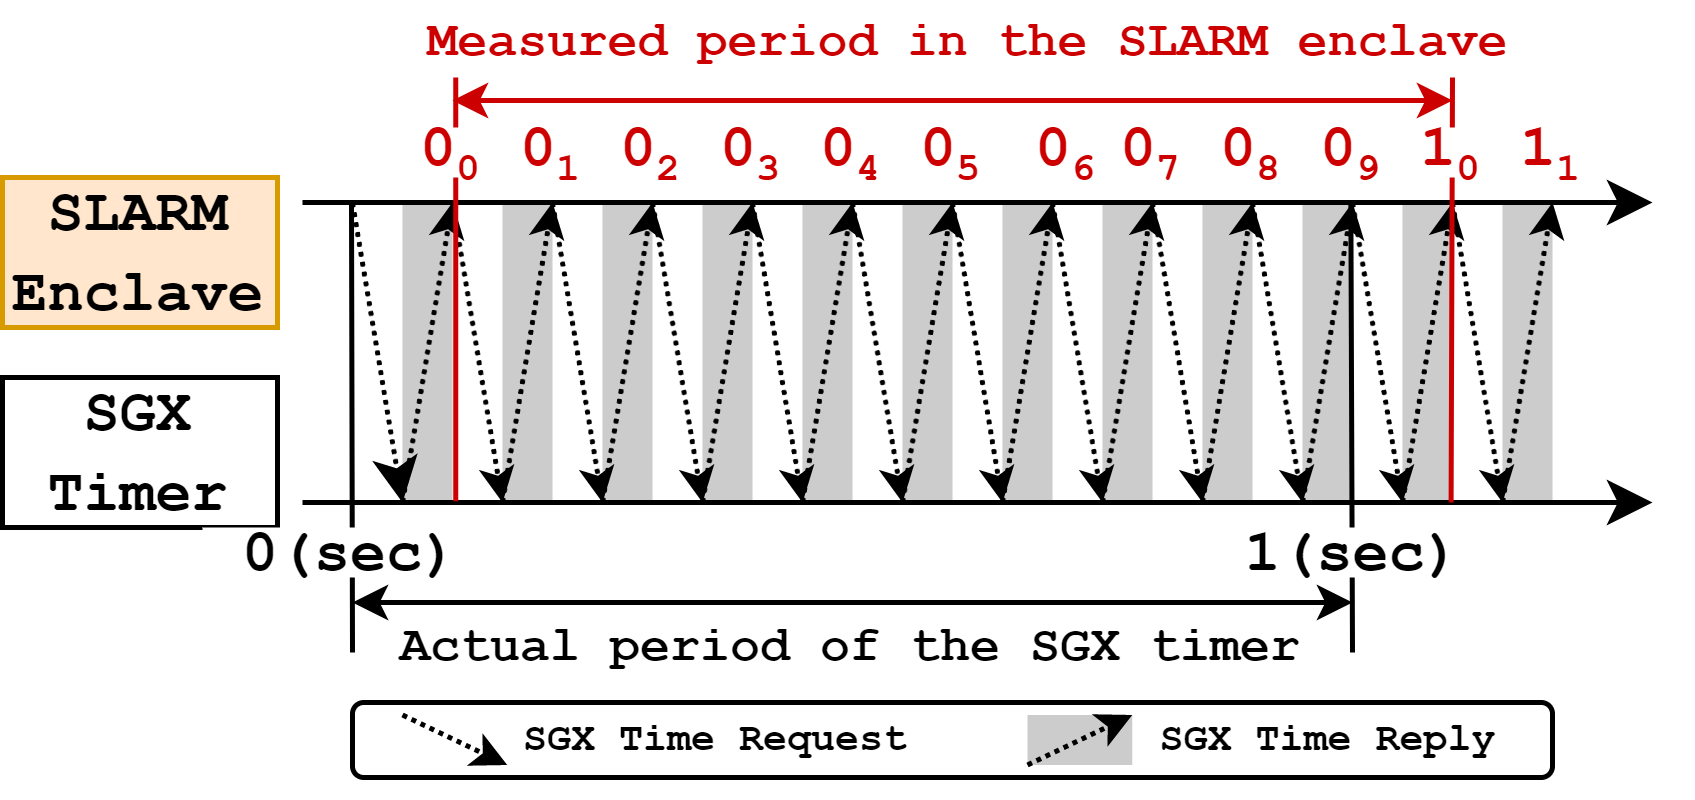 Measured period in the SLARM enclave
0₀ 0₁ 0₂ 0₃ 0₄ 0₅ 0₆ 0₇ 0₈ 0₉ 1₀ 1₁
SLARM
Enclave
SGX
Timer
0(sec) 1(sec)
Actual period of the SGX timer
SGX Time Request SGX Time Reply